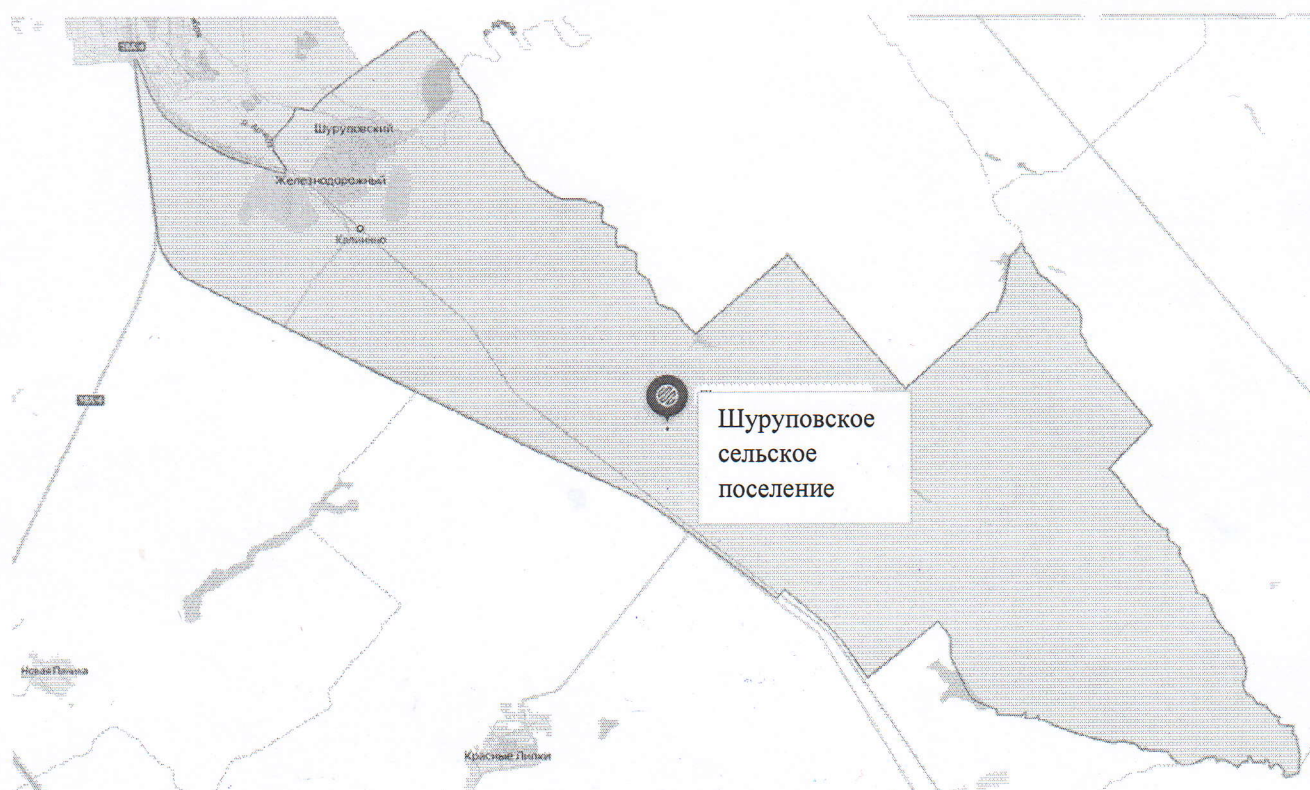 Шуруповский
Железнодорожный
Калинино
Шуруповское
сельское
поселение
Новая Паника
Красные Липки